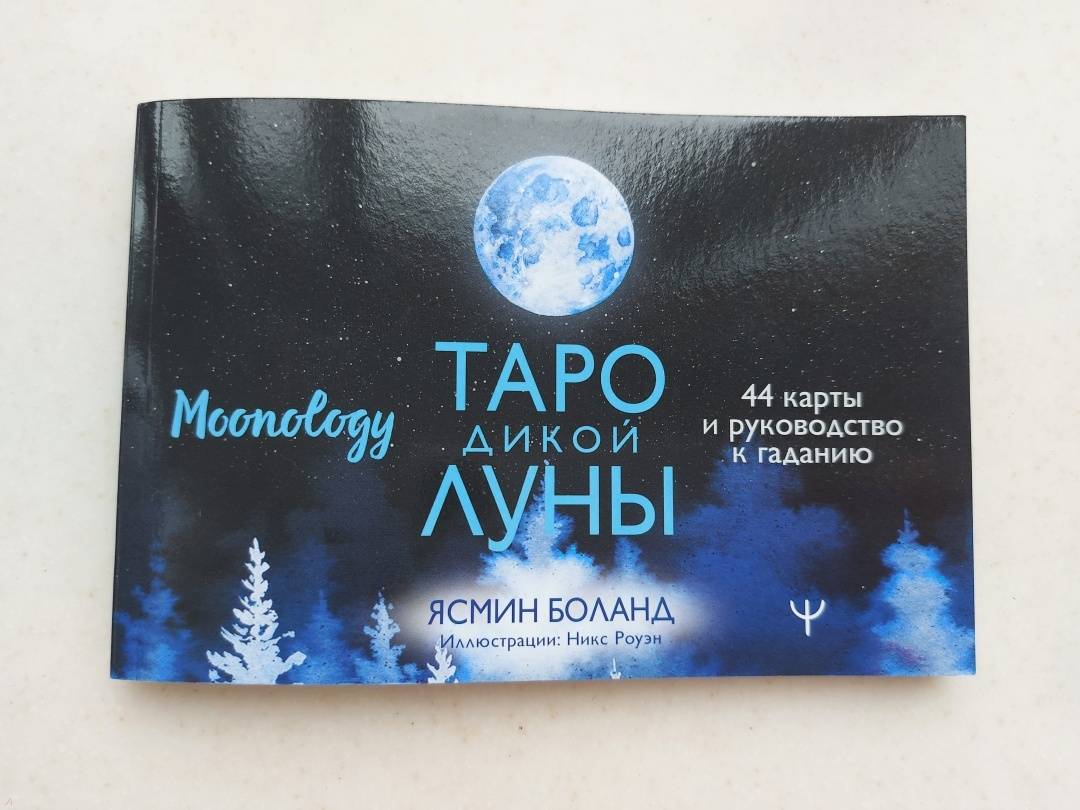 Moonology
ТАРО
ДИКОЙ
ЛУНЫ
44 карты
и руководство
к гаданию
ЯСМИН БОЛАНД
Иллюстрации: Никс Роуэн
Ψ